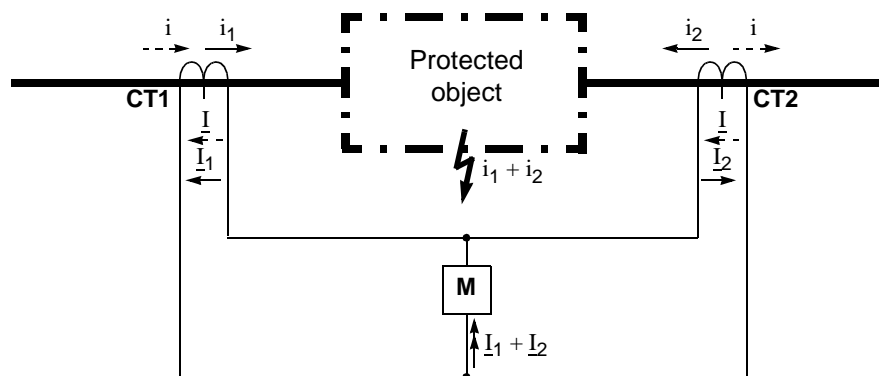 i i₁
i₂ i
Protected
object
CT1
CT2
I
I₁
I
I₂
i₁ + i₂
M
I₁ + I₂